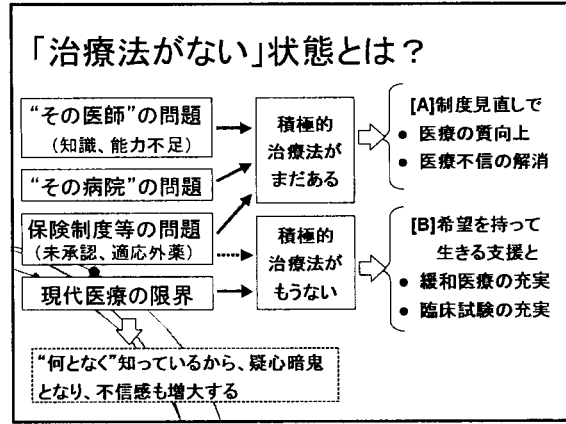 「治療法がない」状態とは?
“その医師”の問題
(知識、能力不足)
“その病院”の問題
保険制度等の問題
(未承認、適応外薬)
現代医療の限界
積極的
治療法が
まだある
積極的
治療法が
もうない
[A]制度見直しで
● 医療の質向上
● 医療不信の解消
[B]希望を持って
生きる支援と
● 緩和医療の充実
● 臨床試験の充実
“何となく”知っているから、疑心暗鬼
となり、不信感も増大する